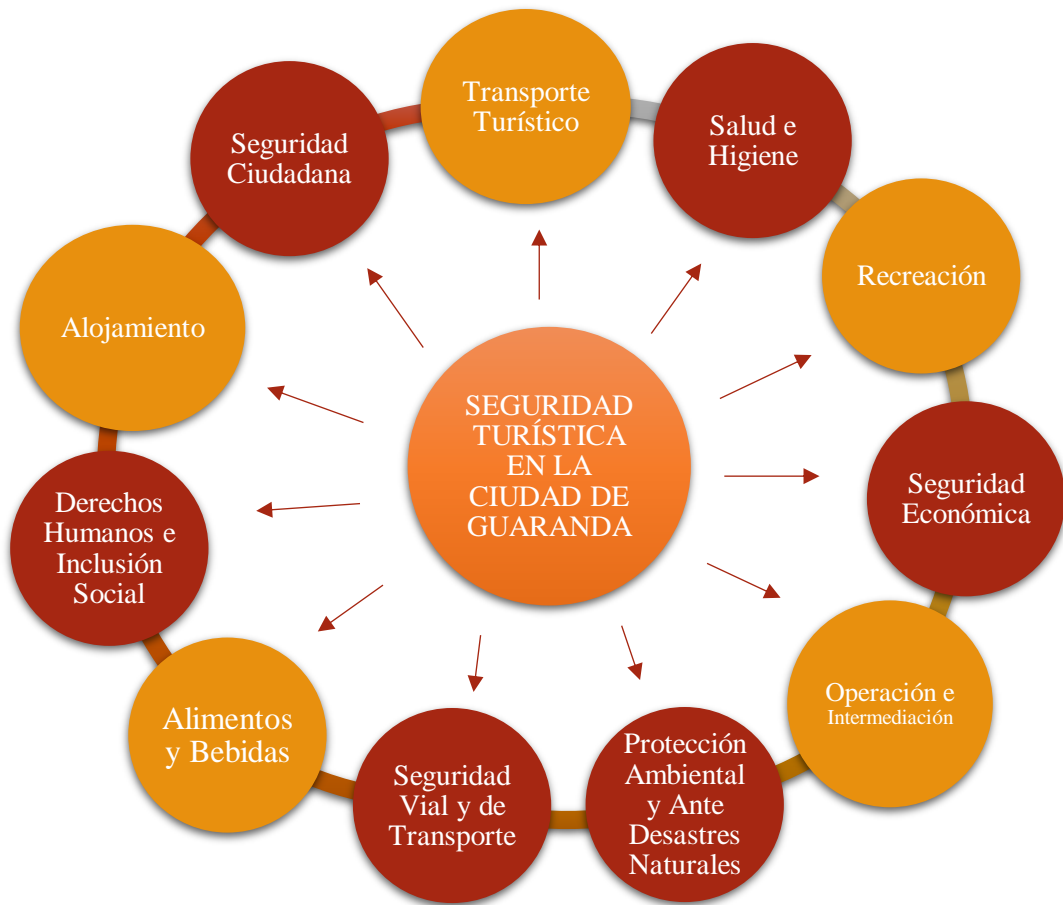 Transporte
Turístico
Salud e
Higiene
Recreación
Seguridad
Económica
Operación e
Intermediación
Protección
Ambiental
y Ante
Desastres
Naturales
Seguridad
Vial y de
Transporte
Alimentos
y Bebidas
Derechos
Humanos e
Inclusión
Social
Alojamiento
Seguridad
Ciudadana
SEGURIDAD
TURÍSTICA
EN LA
CIUDAD DE
GUARANDA